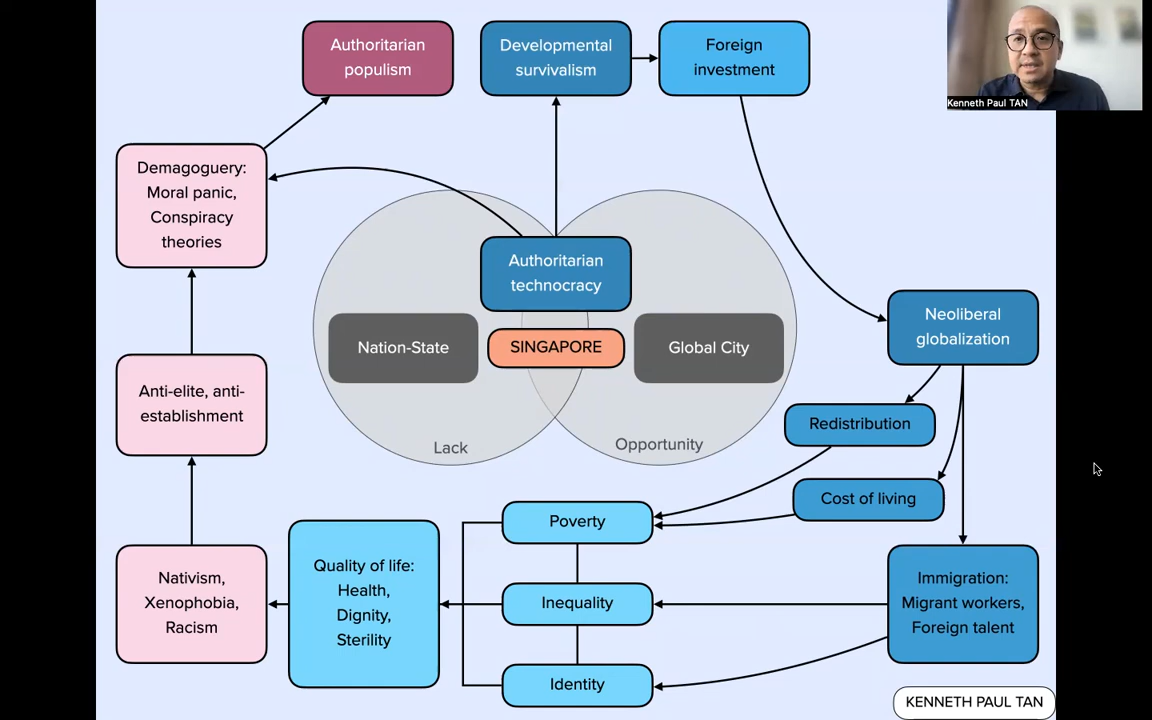 Authoritarian
populism
Developmental
survivalism
Foreign
investment
Kenneth Paul TAN
Demagoguery:
Moral panic,
Conspiracy
theories
Authoritarian
technocracy
Nation-State
SINGAPORE
Global City
Lack
Opportunity
Neoliberal
globalization
Anti-elite, anti-
establishment
Redistribution
Cost of living
Poverty
Quality of life:
Health,
Dignity,
Sterility
Nativism,
Xenophobia,
Racism
Inequality
Immigration:
Migrant workers,
Foreign talent
Identity
KENNETH PAUL TAN